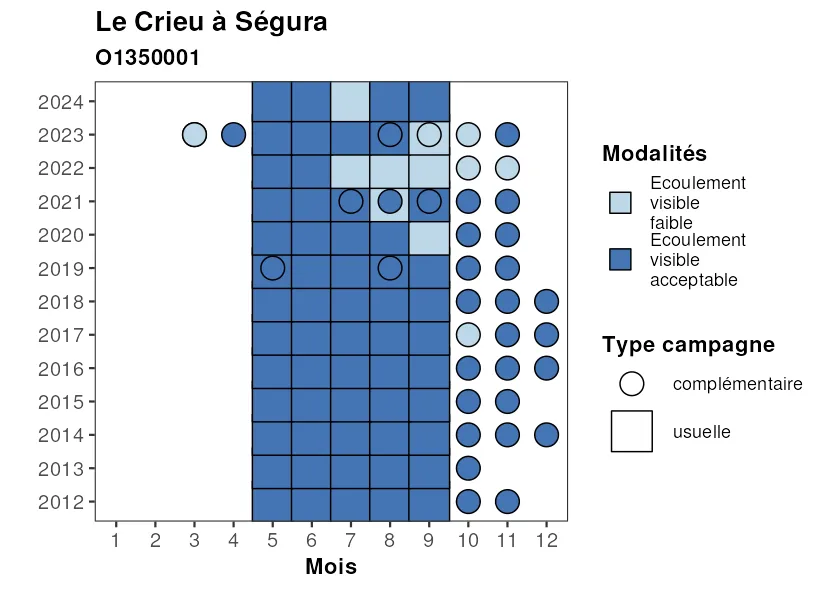 Le Crieu à Ségura
O1350001
2024
2023
2022
2021
2020
2019
2018
2017
2016
2015
2014
2013
2012
1 2 3 4 5 6 7 8 9 10 11 12
Mois
Modalités
Ecoulement
visible
faible
Ecoulement
visible
acceptable
Type campagne
complémentaire
usuelle